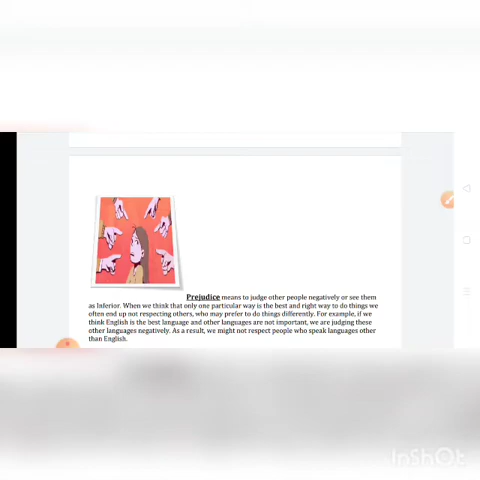 Prejudice means to judge other people negatively or see them
as Inferior. When we think that only one particular way is the best and right way to do things we
often end up not respecting others, who may prefer to do things differently. For example, if we
think English is the best language and other languages are not important, we are judging these
other languages negatively. As a result, we might not respect people who speak languages other
than English.
InShOt